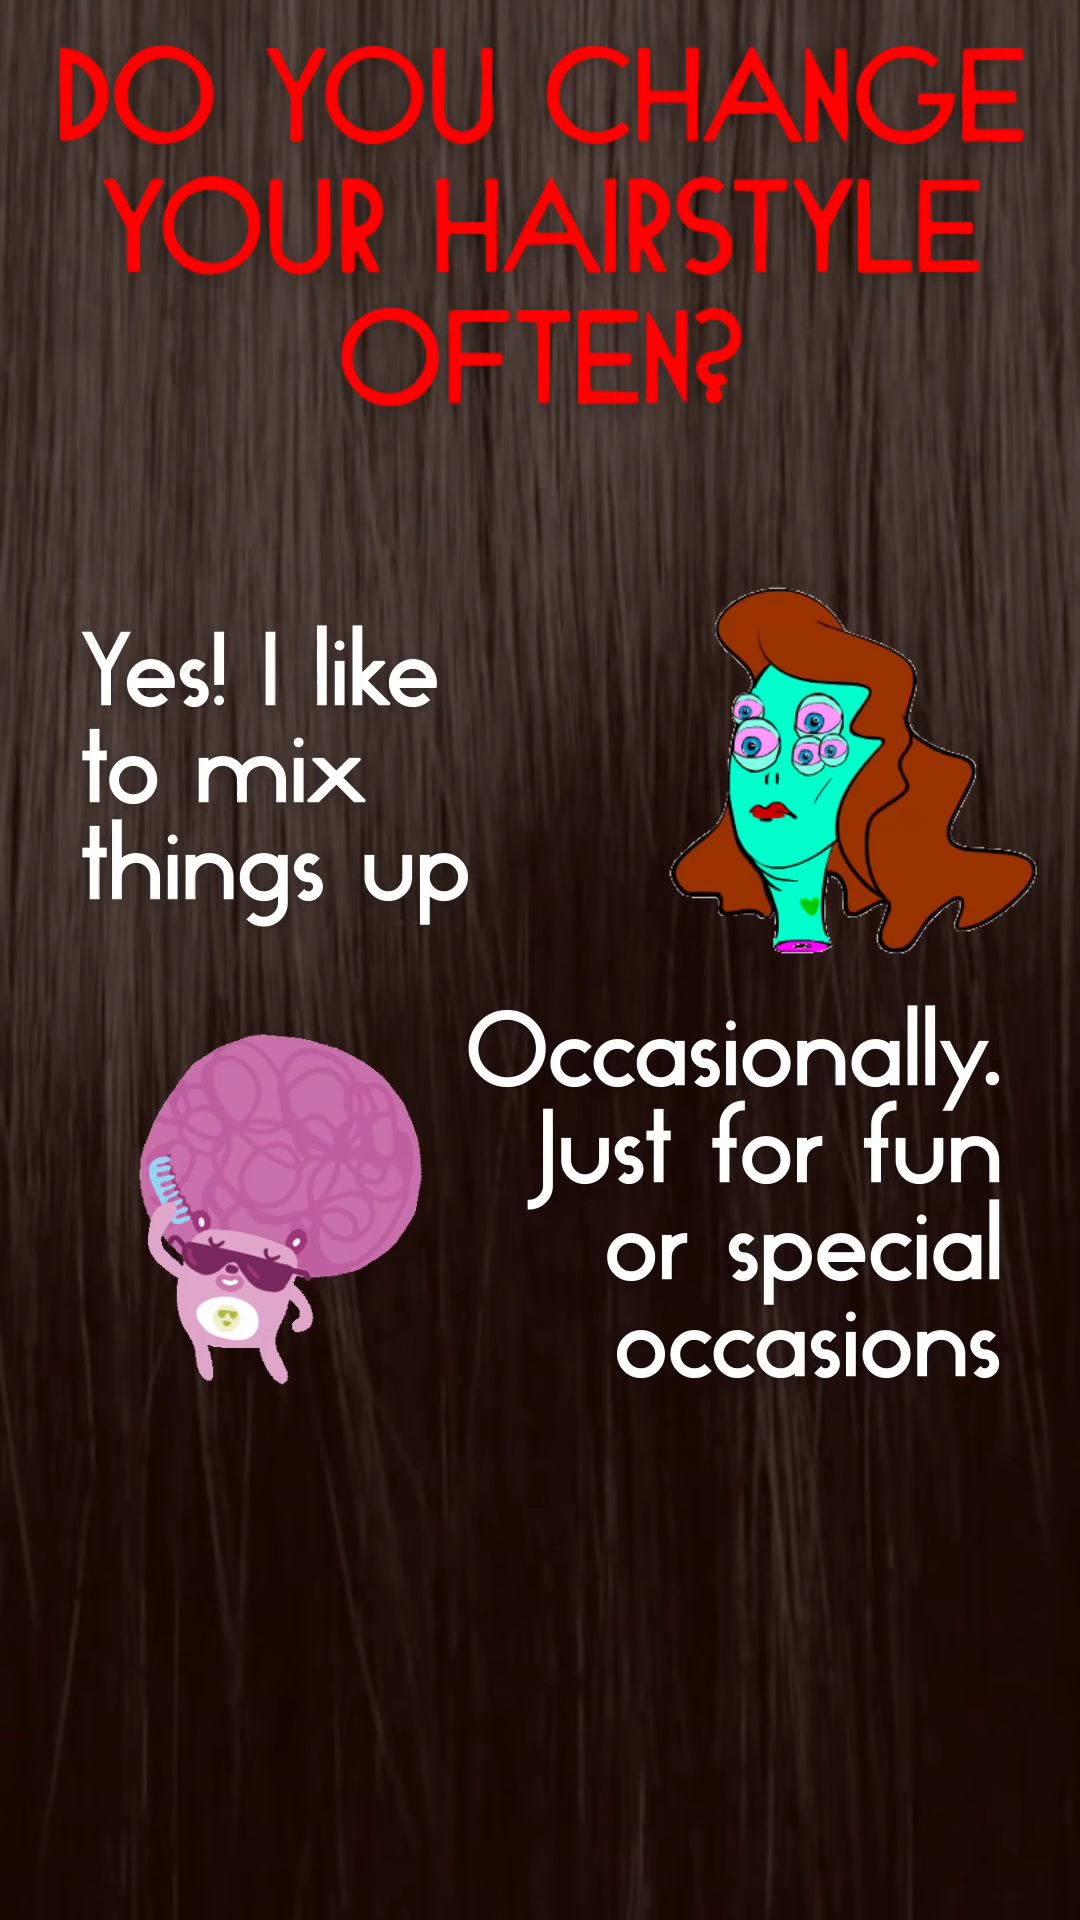 DO YOU CHANGE
YOUR HAIRSTYLE
OFTEN?
Yes! I like
to mix
things up
Occasionally.
Just for fun
or special
occasions